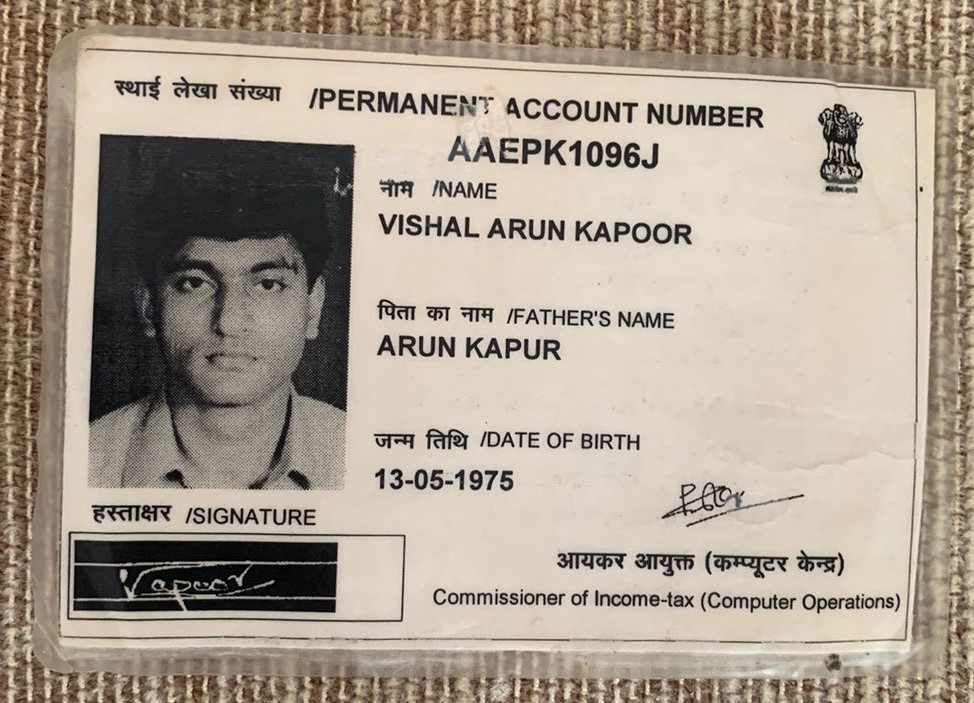 स्थाई लेखा संख्या /PERMANENT ACCOUNT NUMBER
AAEPK1096J
नाम /NAME
VISHAL ARUN KAPOOR
पिता का नाम /FATHER'S NAME
ARUN KAPUR
जन्म तिथि /DATE OF BIRTH
13-05-1975
हस्ताक्षर /SIGNATURE
Vapoor
आयकर आयुक्त (कम्प्यूटर केन्द्र)
Commissioner of Income-tax (Computer Operations)